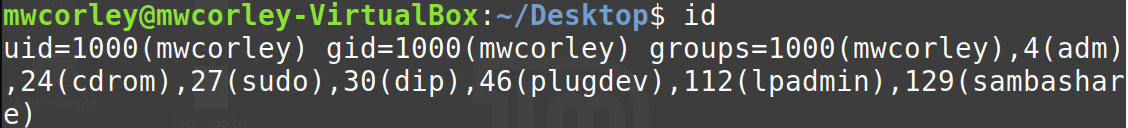 mwcorley@mwcorley-VirtualBox:~/Desktop$ id
uid=1000(mwcorley) gid=1000(mwcorley) groups=1000(mwcorley),4(adm)
,24(cdrom),27(sudo),30(dip),46(plugdev),112(lpadmin),129(sambashar
e)